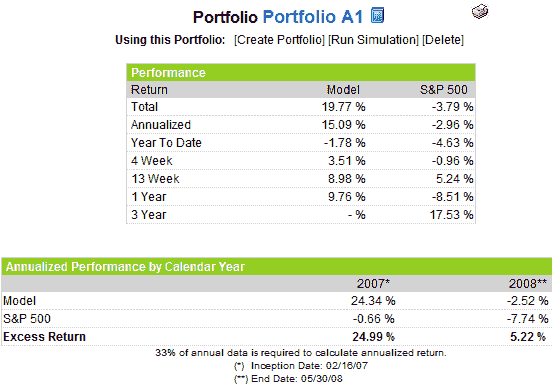 Portfolio Portfolio A1
Using this Portfolio: [Create Portfolio] [Run Simulation] [Delete]
Performance
Return Model S&P 500
Total 19.77 % -3.79 %
Annualized 15.09 % -2.96 %
Year To Date -1.78 % -4.63 %
4 Week 3.51 % -0.96 %
13 Week 8.98 % 5.24 %
1 Year 9.76 % -8.51 %
3 Year - % 17.53 %
Annualized Performance by Calendar Year
2007* 2008**
Model 24.34 % -2.52 %
S&P 500 -0.66 % -7.74 %
Excess Return 24.99 % 5.22 %
33% of annual data is required to calculate annualized return.
(*) Inception Date: 02/16/07
(**) End Date: 05/30/08